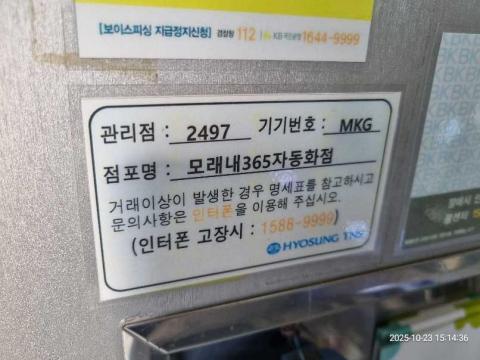 [보이스피싱 지급정지신청] 경찰청 112 | KB국민은행 1644-9999
관리점 : 2497 기기번호 : MKG
점포명 : 모래내365자동화점
거래이상이 발생한 경우 명세표를 참고하시고
문의사항은 인터폰을 이용해 주십시오.
(인터폰 고장시 : 1588-9999)
HYOSUNG TNS
2025-10-23 15:14:36